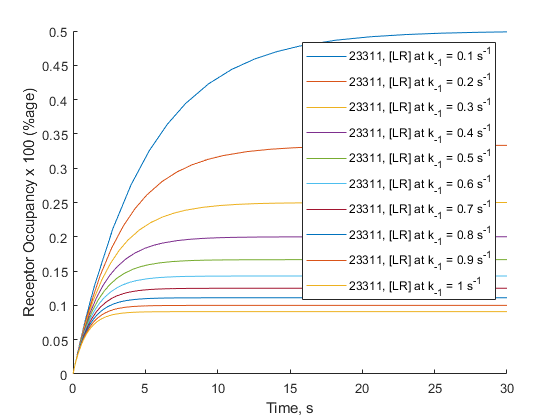 Receptor Occupancy x 100 (%age)
0.5
0.45
0.4
0.35
0.3
0.25
0.2
0.15
0.1
0.05
0
23311, [LR] at k-1 = 0.1 s-1
23311, [LR] at k-1 = 0.2 s-1
23311, [LR] at k-1 = 0.3 s-1
23311, [LR] at k-1 = 0.4 s-1
23311, [LR] at k-1 = 0.5 s-1
23311, [LR] at k-1 = 0.6 s-1
23311, [LR] at k-1 = 0.7 s-1
23311, [LR] at k-1 = 0.8 s-1
23311, [LR] at k-1 = 0.9 s-1
23311, [LR] at k-1 = 1 s-1
0 5 10 15 20 25 30
Time, s